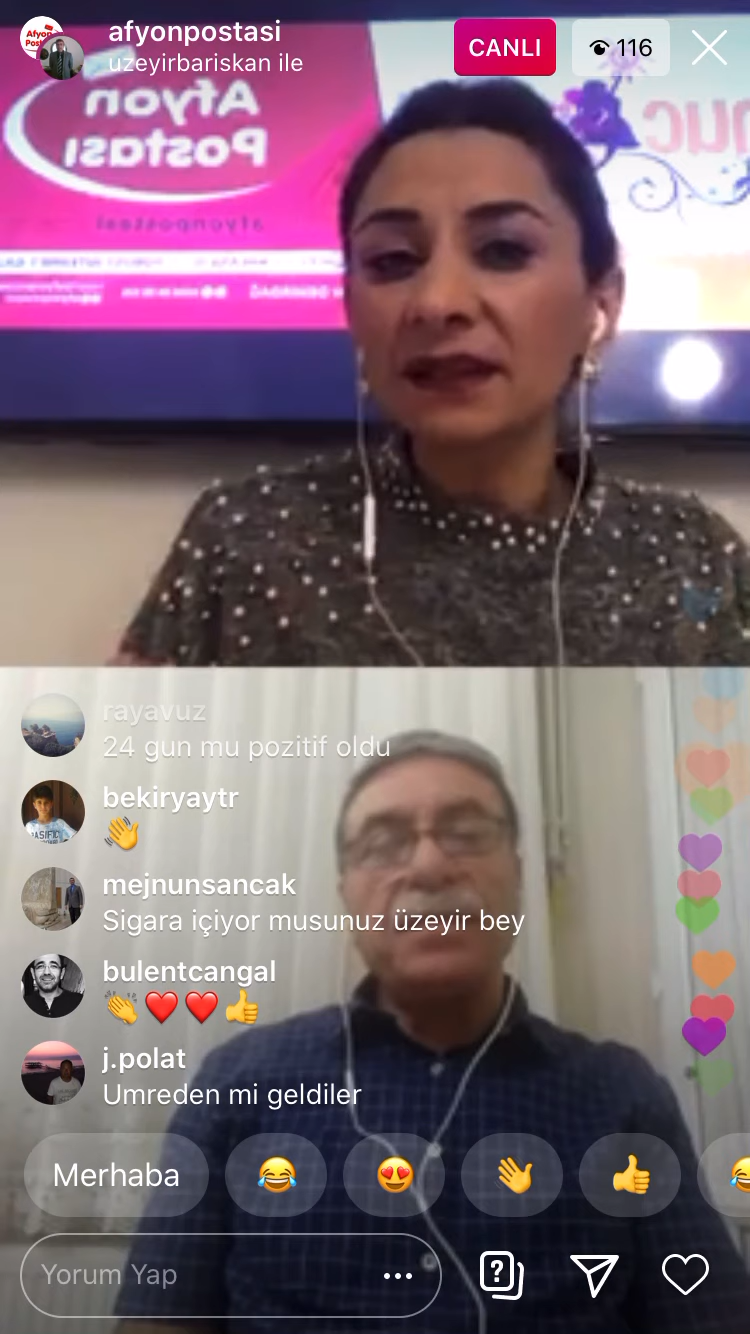 afyonpostasi
uzeyirbariskan ile
CANLI
116
Afyon
Postası
afyonpostasi
rayavuz
24 gun mu pozitif oldu
bekiryaytr
👋
mejnunsancak
Sigara içiyor musunuz üzeyir bey
bulentcangal
👏❤️❤️👍
j.polat
Umreden mi geldiler
Merhaba 😂 😍 👋 👍 😂
Yorum Yap